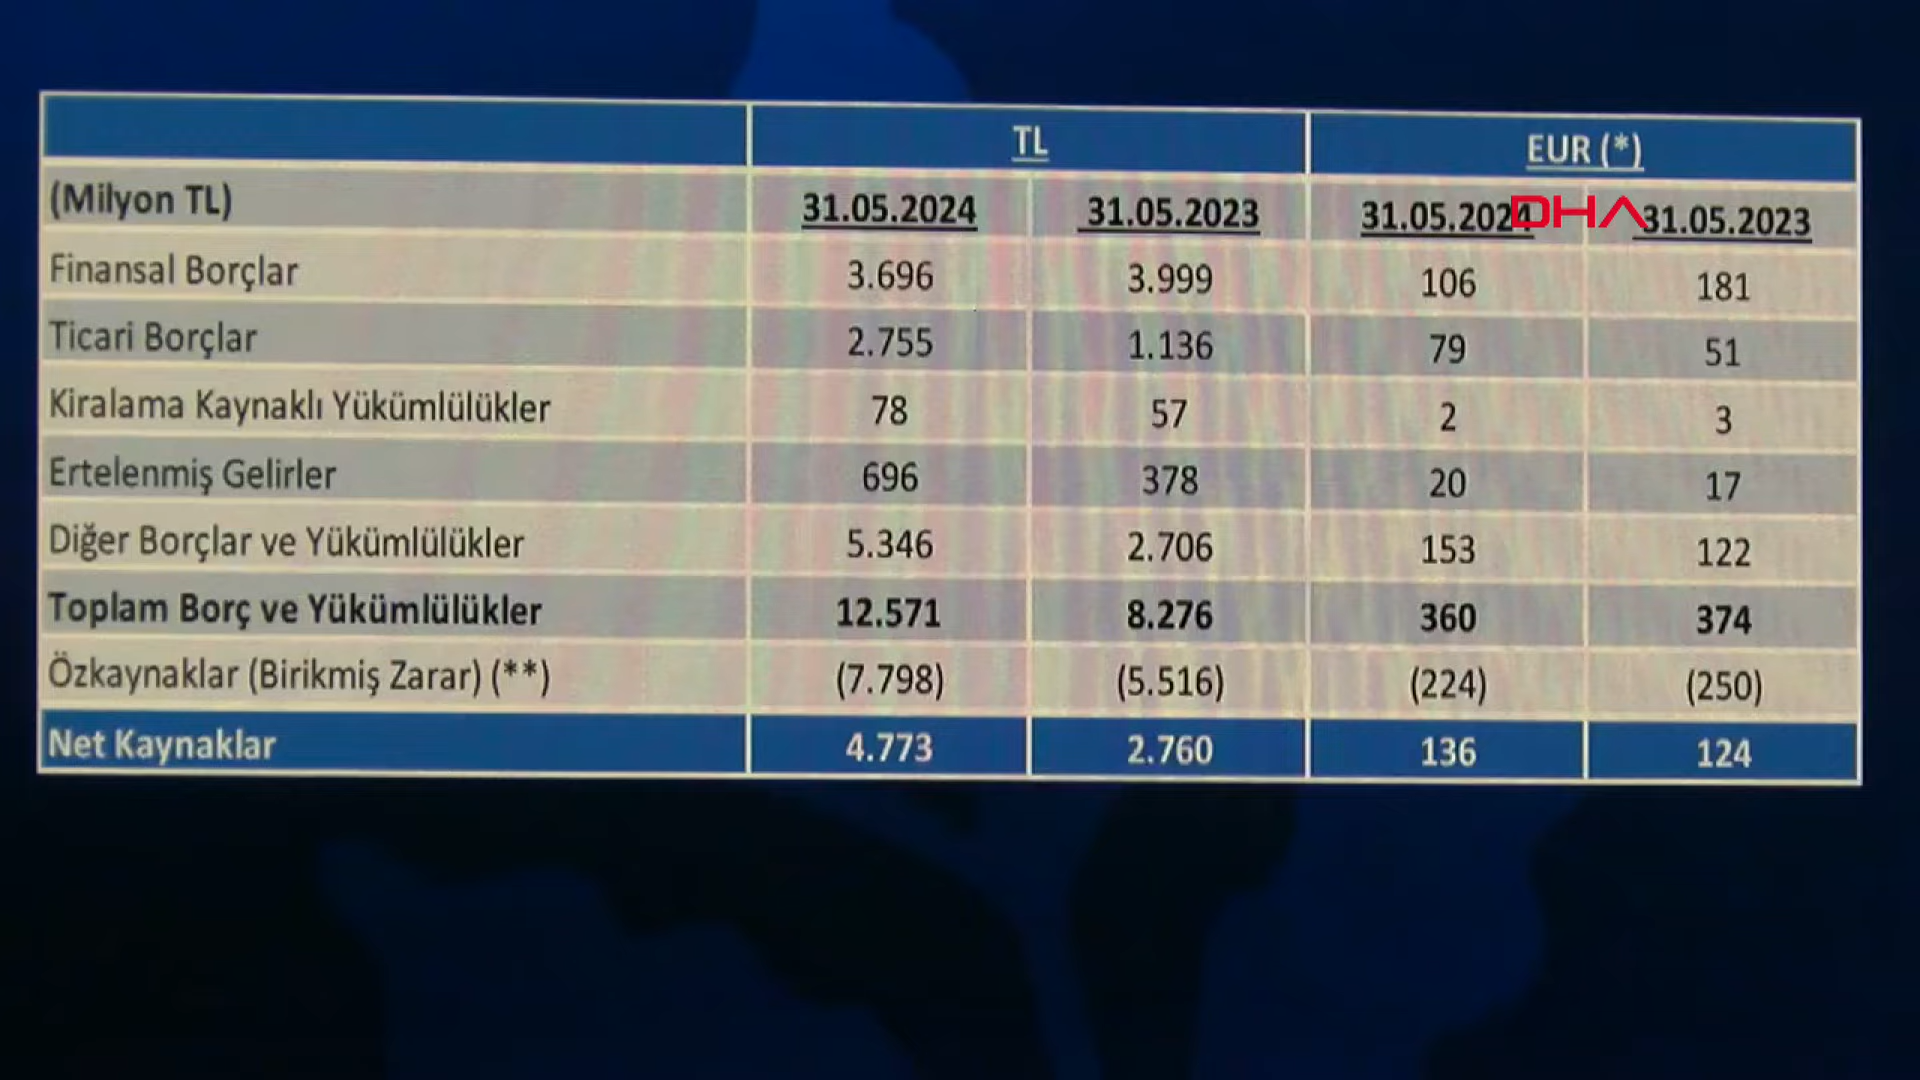 TL EUR (*)
(Milyon TL) 31.05.2024 31.05.2023 31.05.2024 31.05.2023
DHA
Finansal Borçlar 3.696 3.999 106 181
Ticari Borçlar 2.755 1.136 79 51
Kiralama Kaynaklı Yükümlülükler 78 57 2 3
Ertelenmiş Gelirler 696 378 20 17
Diğer Borçlar ve Yükümlülükler 5.346 2.706 153 122
Toplam Borç ve Yükümlülükler 12.571 8.276 360 374
Özkaynaklar (Birikmiş Zarar) (**) (7.798) (5.516) (224) (250)
Net Kaynaklar 4.773 2.760 136 124